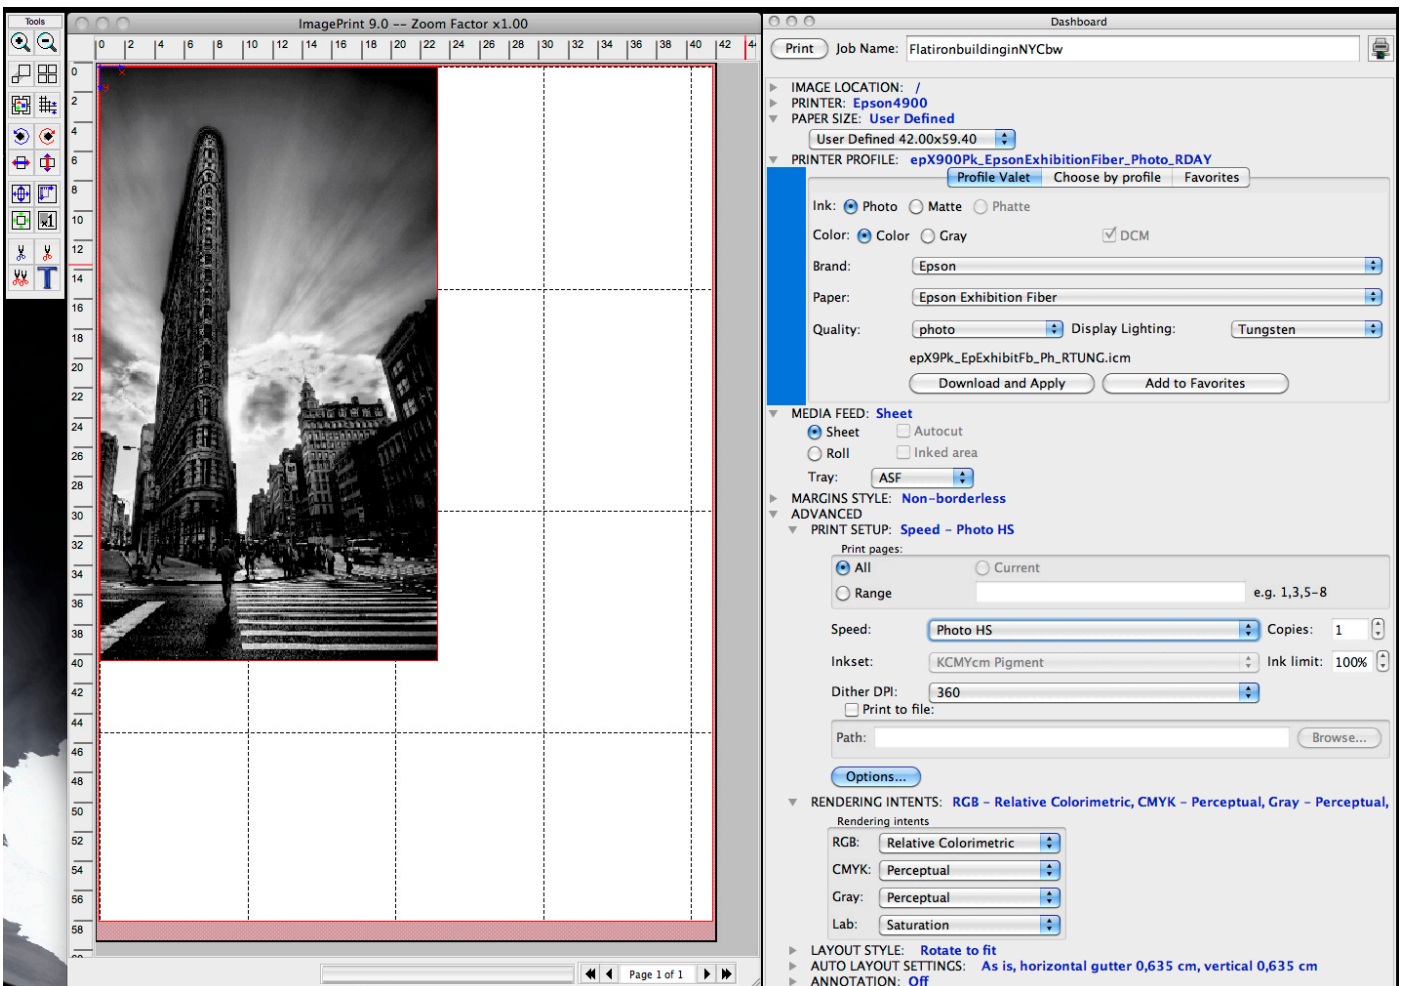 Tools
ImagePrint 9.0 -- Zoom Factor x1.00
0 2 4 6 8 10 12 14 16 18 20 22 24 26 28 30 32 34 36 38 40 42 4
0
2
4
6
8
10
12
14
16
18
20
22
24
26
28
30
32
34
36
38
40
42
44
46
48
50
52
54
56
58
x1
T
Page 1 of 1
Dashboard
Print Job Name: FlatironbuildinginNYCbw
IMAGE LOCATION: /
PRINTER: Epson4900
PAPER SIZE: User Defined
User Defined 42.00x59.40
PRINTER PROFILE: epX900Pk_EpsonExhibitionFiber_Photo_RDAY
Profile Valet Choose by profile Favorites
Ink: Photo Matte Phatte
Color: Color Gray DCM
Brand: Epson
Paper: Epson Exhibition Fiber
Quality: photo Display Lighting: Tungsten
epX9Pk_EpExhibitFb_Ph_RTUNG.icm
Download and Apply Add to Favorites
MEDIA FEED: Sheet
Sheet Autocut
Roll Inked area
Tray: ASF
MARGINS STYLE: Non-borderless
ADVANCED
PRINT SETUP: Speed - Photo HS
Print pages:
All Current
Range e.g. 1,3,5-8
Speed: Photo HS Copies: 1
Inkset: KCMYcm Pigment Ink limit: 100%
Dither DPI: 360
Print to file:
Path: Browse...
Options...
RENDERING INTENTS: RGB - Relative Colorimetric, CMYK - Perceptual, Gray - Perceptual,
Rendering intents
RGB: Relative Colorimetric
CMYK: Perceptual
Gray: Perceptual
Lab: Saturation
LAYOUT STYLE: Rotate to fit
AUTO LAYOUT SETTINGS: As is, horizontal gutter 0,635 cm, vertical 0,635 cm
ANNOTATION: Off